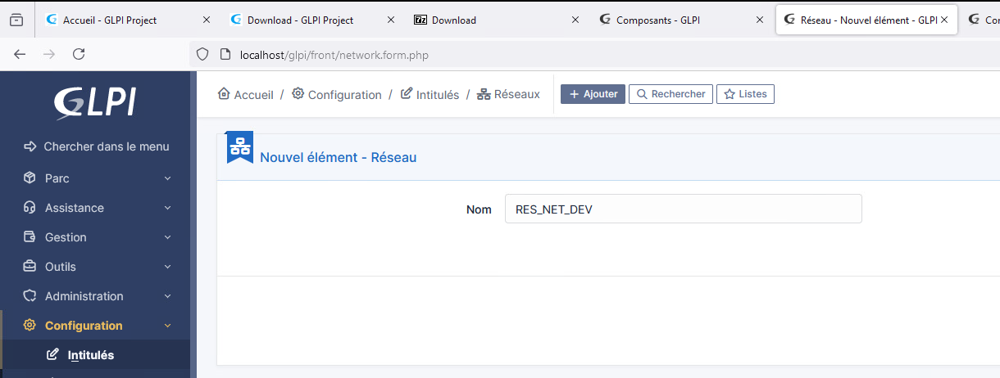 Accueil - GLPI Project
Download - GLPI Project
Download
Composants - GLPI
Réseau - Nouvel élément - GLPI
Cor
localhost/glpi/front/network.form.php
GLPI
Accueil / Configuration / Intitulés / Réseaux
+ Ajouter
Rechercher
Listes
Chercher dans le menu
Parc
Assistance
Gestion
Outils
Administration
Configuration
Intitulés
Nouvel élément - Réseau
Nom
RES_NET_DEV